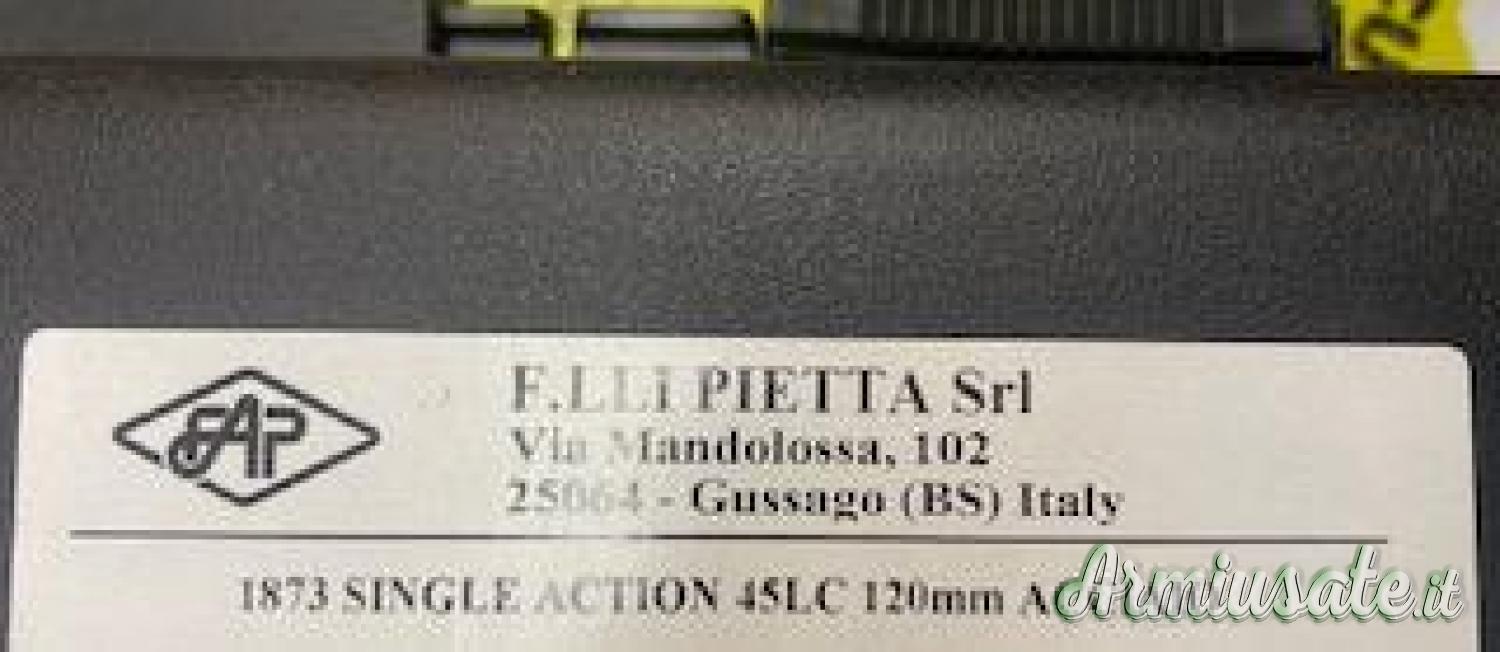 FAP
F.LLi PIETTA Srl
Via Mandolossa, 102
25064 - Gussago (BS) Italy
1873 SINGLE ACTION 45LC 120mm
Armiusate.it